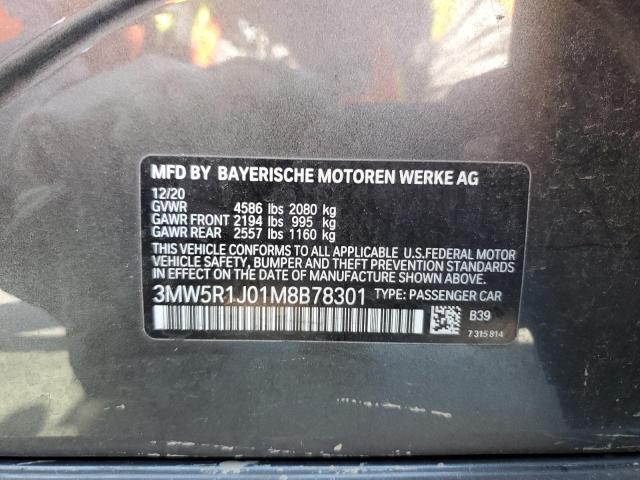 MFD BY BAYERISCHE MOTOREN WERKE AG
12/20
GVWR 4586 lbs 2080 kg
GAWR FRONT 2194 lbs 995 kg
GAWR REAR 2557 lbs 1160 kg
THIS VEHICLE CONFORMS TO ALL APPLICABLE U.S.FEDERAL MOTOR
VEHICLE SAFETY, BUMPER AND THEFT PREVENTION STANDARDS
IN EFFECT ON THE DATE OF MANUFACTURE SHOWN ABOVE.
3MW5R1J01M8B78301 TYPE: PASSENGER CAR
B39
7 315 814